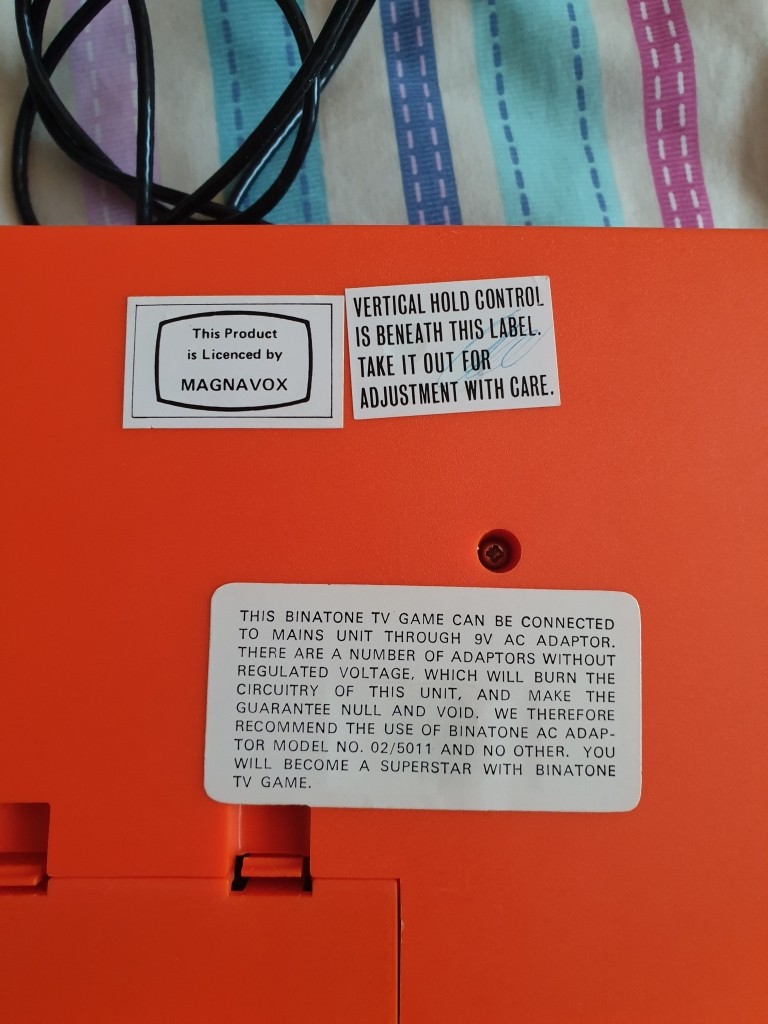 This Product
is Licenced by
MAGNAVOX
VERTICAL HOLD CONTROL
IS BENEATH THIS LABEL.
TAKE IT OUT FOR
ADJUSTMENT WITH CARE.
THIS BINATONE TV GAME CAN BE CONNECTED
TO MAINS UNIT THROUGH 9V AC ADAPTOR.
THERE ARE A NUMBER OF ADAPTORS WITHOUT
REGULATED VOLTAGE, WHICH WILL BURN THE
CIRCUITRY OF THIS UNIT, AND MAKE THE
GUARANTEE NULL AND VOID. WE THEREFORE
RECOMMEND THE USE OF BINATONE AC ADAP-
TOR MODEL NO. 02/5011 AND NO OTHER. YOU
WILL BECOME A SUPERSTAR WITH BINATONE
TV GAME.